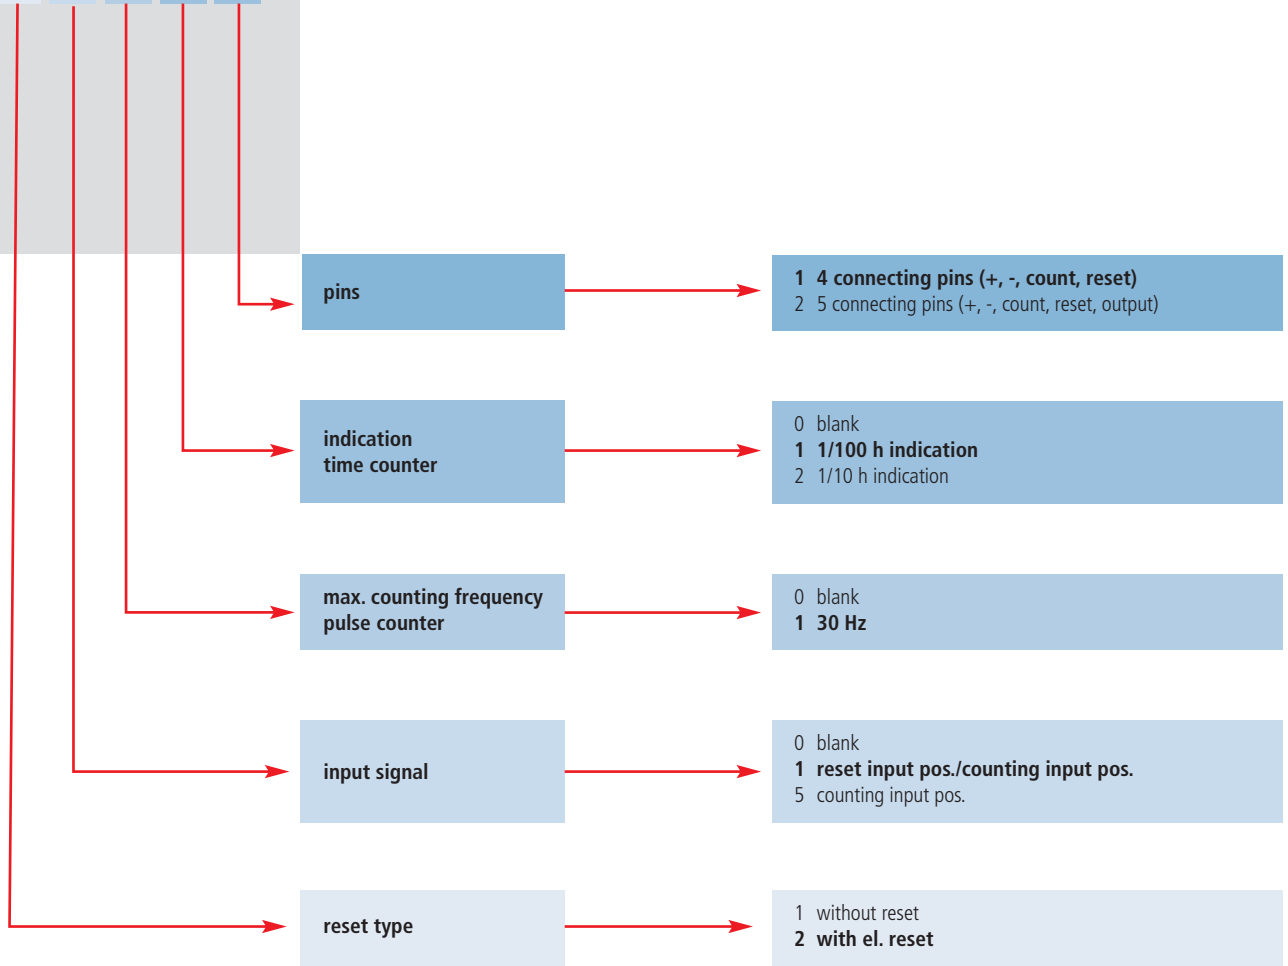 pins
1 4 connecting pins (+, -, count, reset)
2 5 connecting pins (+, -, count, reset, output)
indication
time counter
0 blank
1 1/100 h indication
2 1/10 h indication
max. counting frequency
pulse counter
0 blank
1 30 Hz
input signal
0 blank
1 reset input pos./counting input pos.
5 counting input pos.
reset type
1 without reset
2 with el. reset